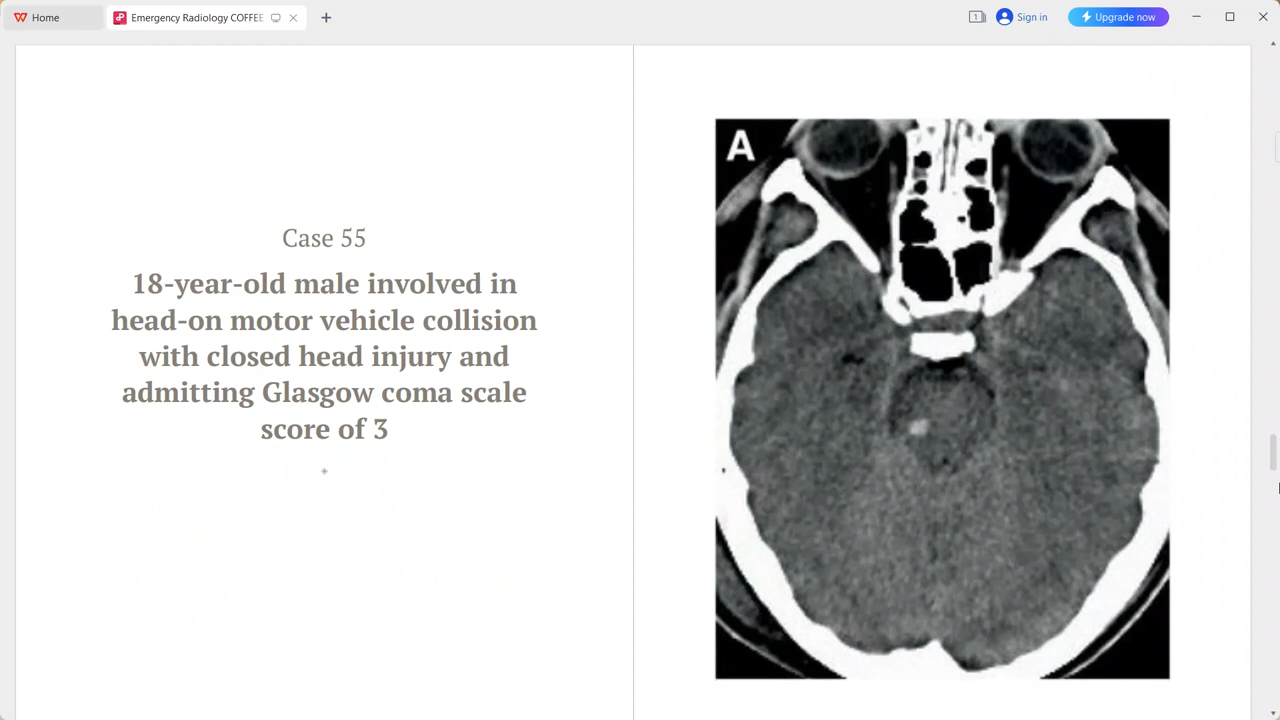 Home
Emergency Radiology COFFEE
1
Sign in
Upgrade now
Case 55
18-year-old male involved in
head-on motor vehicle collision
with closed head injury and
admitting Glasgow coma scale
score of 3
A